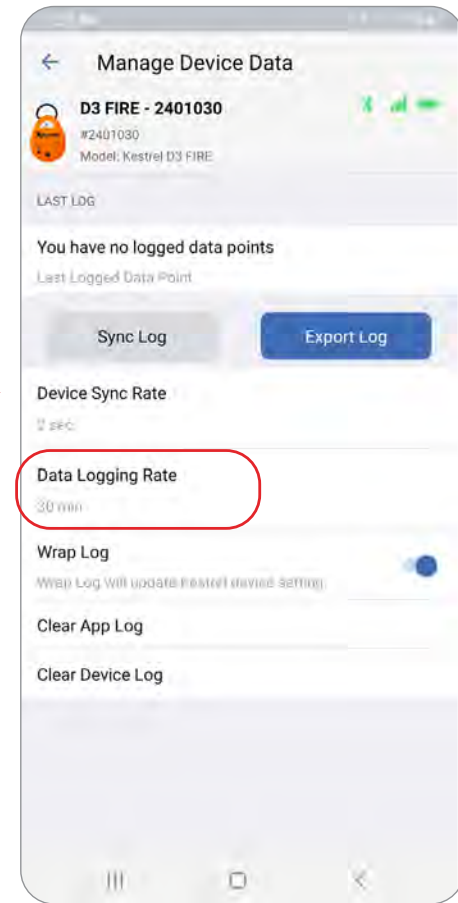 Manage Device Data
D3 FIRE - 2401030
#2401030
Model: Kestrel D3 FIRE
LAST LOG
You have no logged data points
Last Logged Data Point
Sync Log
Export Log
Device Sync Rate
2 sec
Data Logging Rate
30 min
Wrap Log
Wrap Log will update Kestrel device setting
Clear App Log
Clear Device Log